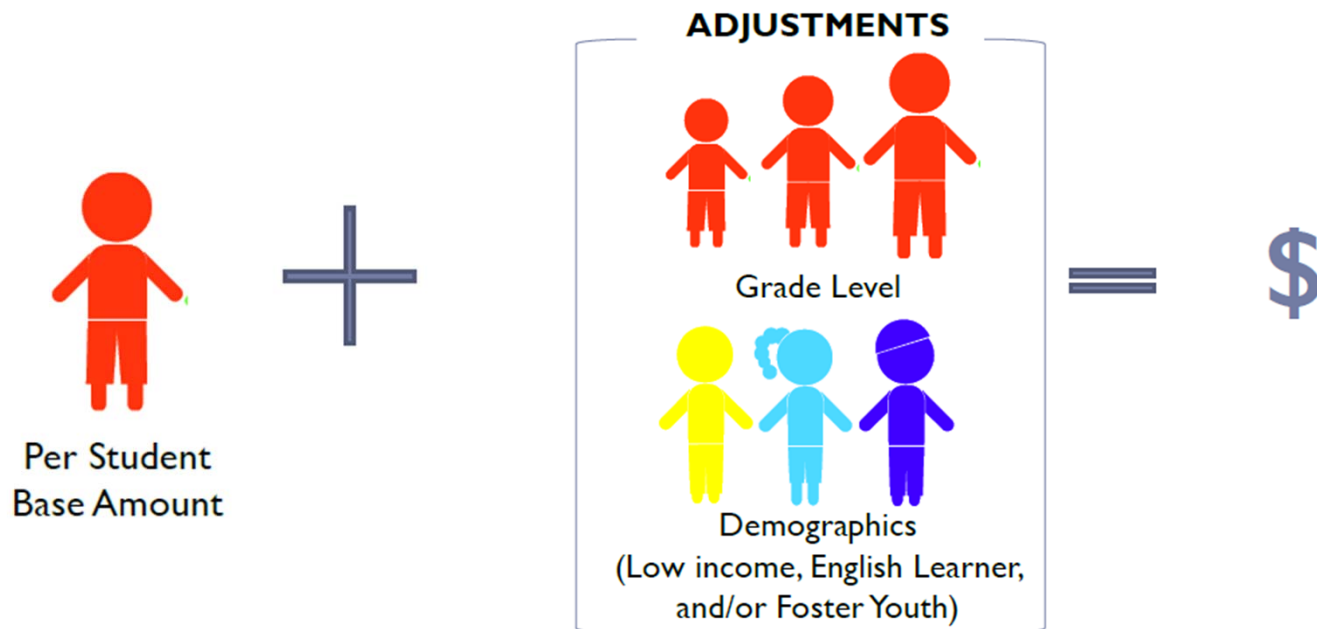 ADJUSTMENTS
Grade Level
Per Student
Base Amount
+
=
$
Demographics
(Low income, English Learner,
and/or Foster Youth)